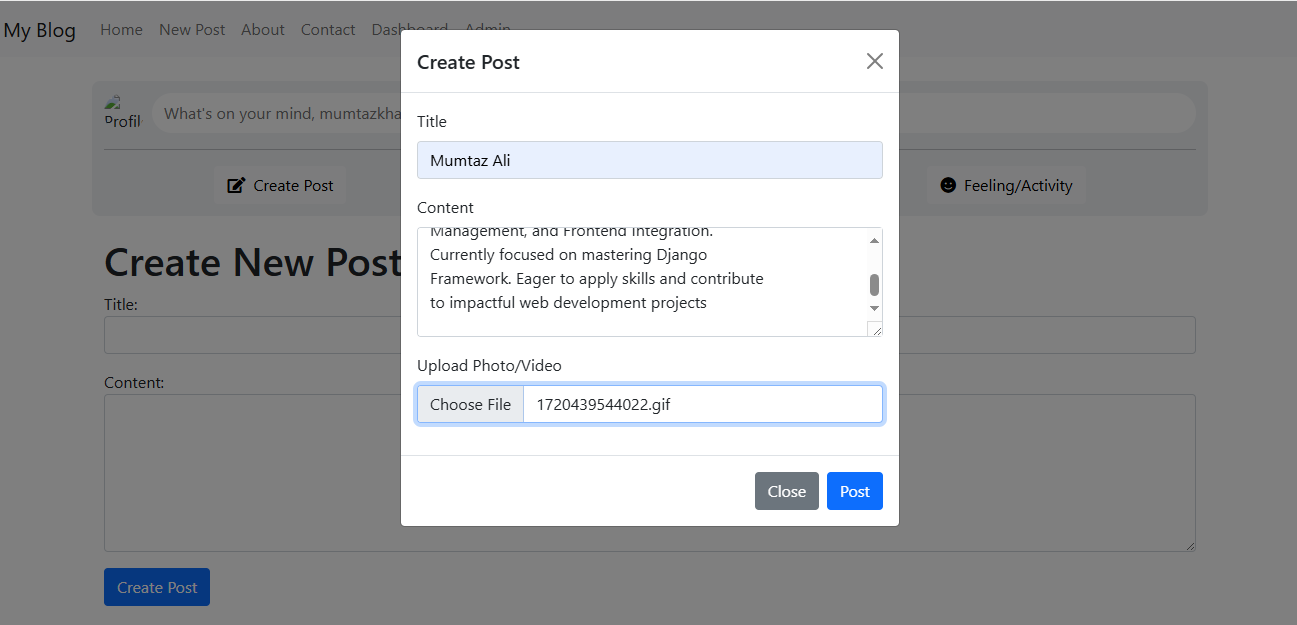 My Blog Home New Post About Contact Dashboard Admin
Create Post
Profil
What's on your mind, mumtazkha
Title
Mumtaz Ali
Create Post
Feeling/Activity
Content
Management, and Frontend Integration.
Currently focused on mastering Django
Framework. Eager to apply skills and contribute
to impactful web development projects
Create New Post
Title:
Upload Photo/Video
Content:
Choose File 1720439544022.gif
Close Post
Create Post